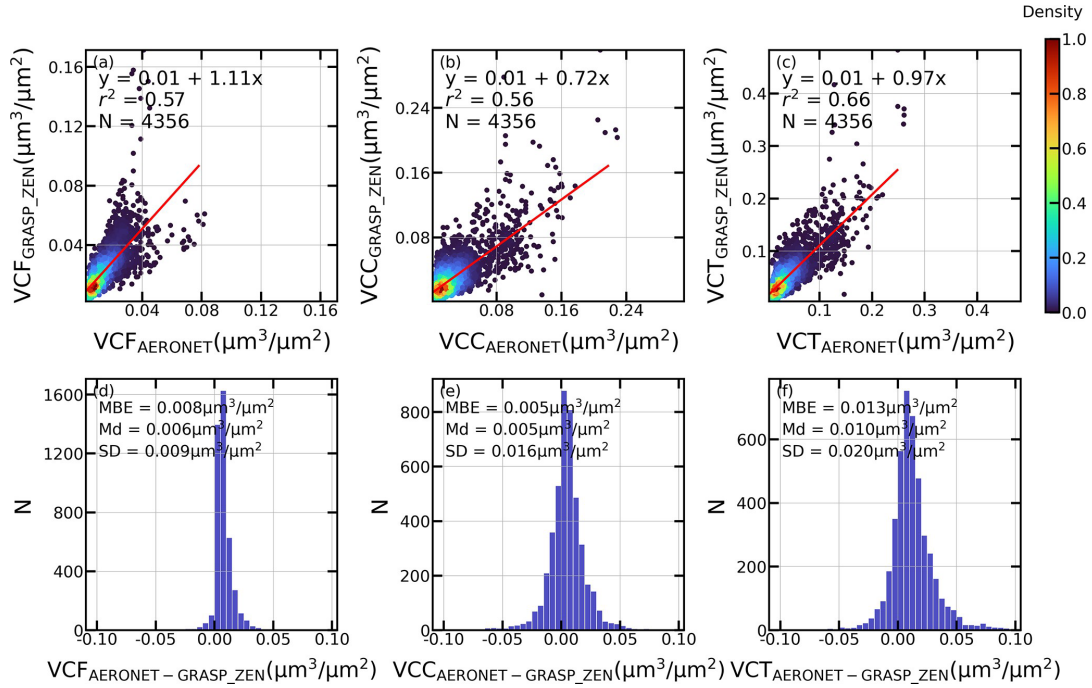 Density
(a)
y = 0.01 + 1.11x
r² = 0.57
N = 4356
0.16
0.12
0.08
0.04
VCF_GRASP_ZEN(μm³/μm²)
0.04 0.08 0.12 0.16
VCF_AERONET(μm³/μm²)
(b)
y = 0.01 + 0.72x
r² = 0.56
N = 4356
0.24
0.16
0.08
VCC_GRASP_ZEN(μm³/μm²)
0.08 0.16 0.24
VCC_AERONET(μm³/μm²)
(c)
y = 0.01 + 0.97x
r² = 0.66
N = 4356
0.4
0.3
0.2
0.1
VCT_GRASP_ZEN(μm³/μm²)
0.1 0.2 0.3 0.4
VCT_AERONET(μm³/μm²)
1.0
0.8
0.6
0.4
0.2
0.0
(d)
MBE = 0.008μm³/μm²
Md = 0.006μm³/μm²
SD = 0.009μm³/μm²
1600
1200
800
400
0
N
-0.10 -0.05 0.00 0.05 0.10
VCF_AERONET − GRASP_ZEN(μm³/μm²)
(e)
MBE = 0.005μm³/μm²
Md = 0.005μm³/μm²
SD = 0.016μm³/μm²
800
600
400
200
0
N
-0.10 -0.05 0.00 0.05 0.10
VCC_AERONET − GRASP_ZEN(μm³/μm²)
(f)
MBE = 0.013μm³/μm²
Md = 0.010μm³/μm²
SD = 0.020μm³/μm²
600
400
200
0
N
-0.10 -0.05 0.00 0.05 0.10
VCT_AERONET − GRASP_ZEN(μm³/μm²)